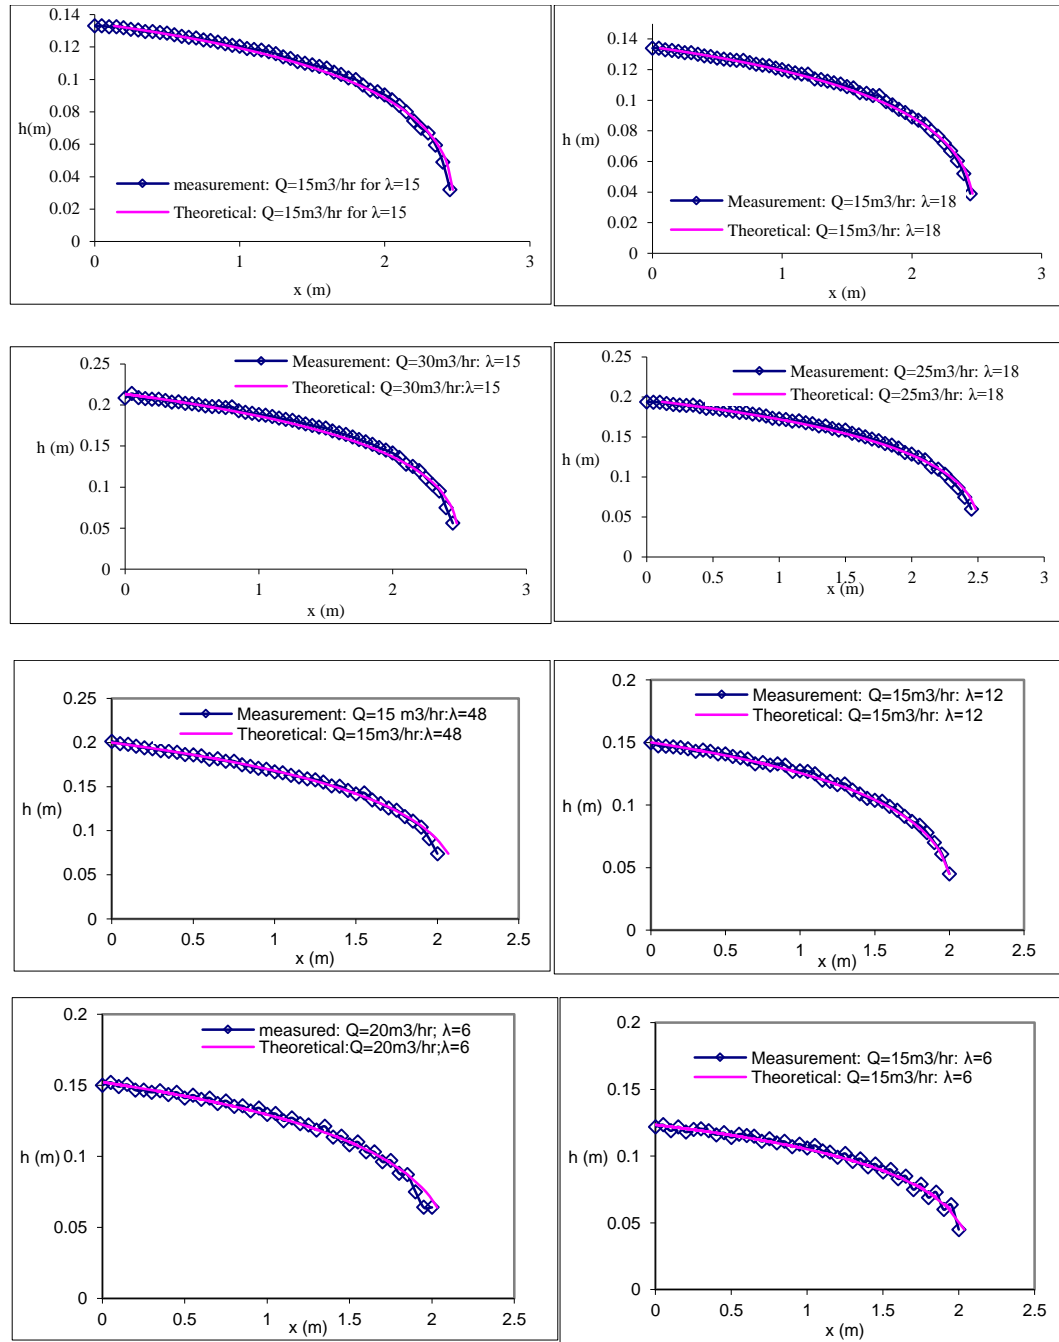 0.14
0.12
0.1
0.08
0.06
0.04
0.02
0
h(m)
measurement: Q=15m3/hr for λ=15
Theoretical: Q=15m3/hr for λ=15
0 1 2 3
x (m)
0.14
0.12
0.1
0.08
0.06
0.04
0.02
0
h (m)
Measurement: Q=15m3/hr: λ=18
Theoretical: Q=15m3/hr: λ=18
0 1 2 3
x (m)
0.25
0.2
0.15
0.1
0.05
0
h (m)
Measurement: Q=30m3/hr: λ=15
Theoretical: Q=30m3/hr:λ=15
0 1 2 3
x (m)
0.25
0.2
0.15
0.1
0.05
0
h (m)
Measurement: Q=25m3/hr: λ=18
Theoretical: Q=25m3/hr: λ=18
0 0.5 1 1.5 2 2.5 3
x (m)
0.25
0.2
0.15
0.1
0.05
0
h (m)
Measurement: Q=15 m3/hr:λ=48
Theoretical: Q=15m3/hr:λ=48
0 0.5 1 1.5 2 2.5
x (m)
0.2
0.15
0.1
0.05
0
h (m)
Measurement: Q=15m3/hr: λ=12
Theoretical: Q=15m3/hr: λ=12
0 0.5 1 1.5 2 2.5
x (m)
0.2
0.15
0.1
0.05
0
h (m)
measured: Q=20m3/hr; λ=6
Theoretical:Q=20m3/hr;λ=6
0 0.5 1 1.5 2 2.5
x (m)
0.2
0.15
0.1
0.05
0
h (m)
Measurement: Q=15m3/hr: λ=6
Theoretical: Q=15m3/hr: λ=6
0 0.5 1 1.5 2 2.5
x (m)